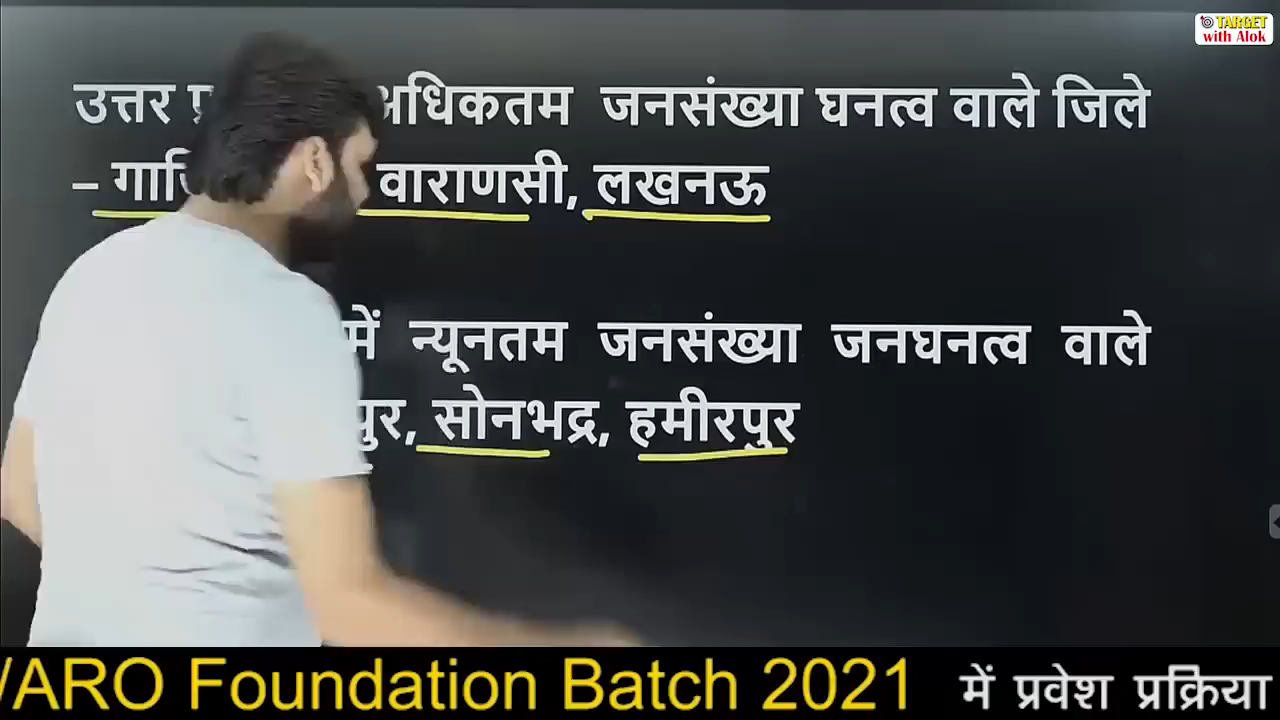 TARGET
with Alok
उत्तर अधिकतम जनसंख्या घनत्व वाले जिले
– वाराणसी, लखनऊ
में न्यूनतम जनसंख्या जनघनत्व वाले
सोनभद्र, हमीरपुर
/ARO Foundation Batch 2021 में प्रवेश प्रक्रिया